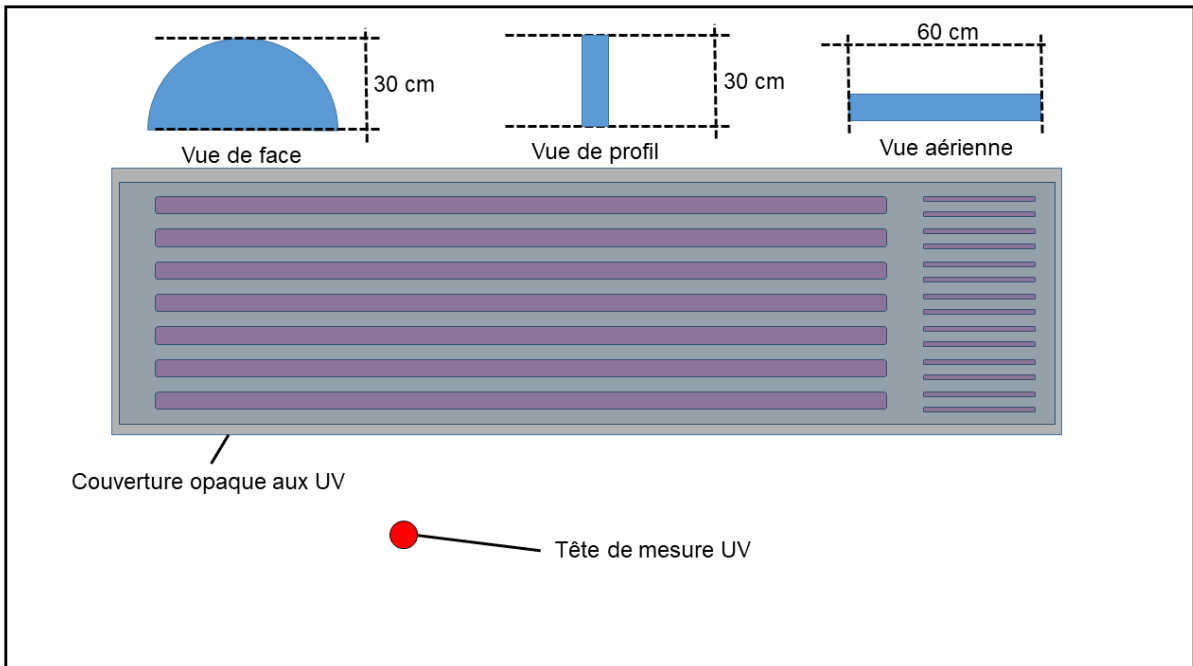 60 cm
30 cm
30 cm
Vue de face
Vue de profil
Vue aérienne
Couverture opaque aux UV
Tête de mesure UV